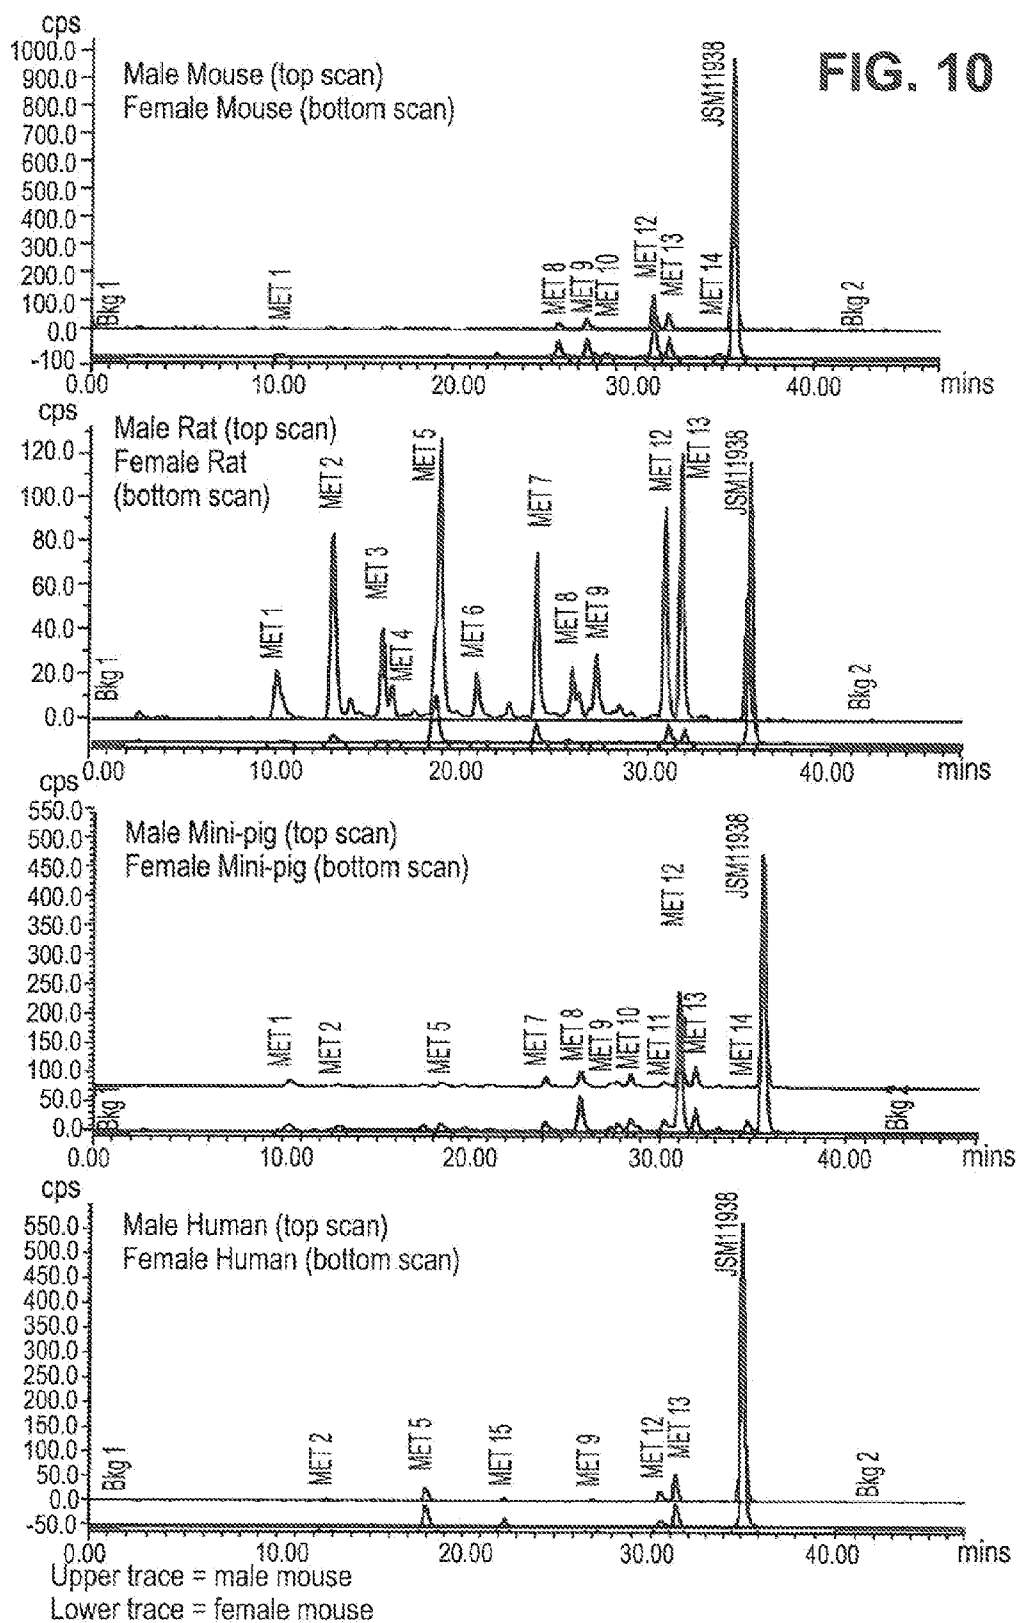 FIG. 10
cps
1000.0
900.0
800.0
700.0
600.0
500.0
400.0
300.0
200.0
100.0
0.0
-100
Male Mouse (top scan)
Female Mouse (bottom scan)
Bkg 1
MET 1
MET 8
MET 9
MET 10
MET 12
MET 13
MET 14
JSM11938
Bkg 2
0.00 10.00 20.00 30.00 40.00 mins
cps
120.0
100.0
80.0
60.0
40.0
20.0
0.0
Male Rat (top scan)
Female Rat
(bottom scan)
Bkg 1
MET 1
MET 2
MET 3
MET 4
MET 5
MET 6
MET 7
MET 8
MET 9
MET 12
MET 13
JSM11938
Bkg 2
0.00 10.00 20.00 30.00 40.00 mins
cps
550.0
500.0
450.0
400.0
350.0
300.0
250.0
200.0
150.0
100.0
50.0
0.0
Male Mini-pig (top scan)
Female Mini-pig (bottom scan)
Bkg 1
MET 1
MET 2
MET 5
MET 7
MET 8
MET 9
MET 10
MET 11
MET 12
MET 13
MET 14
JSM11938
Bkg 2
0.00 10.00 20.00 30.00 40.00 mins
cps
550.0
500.0
450.0
400.0
350.0
300.0
250.0
200.0
150.0
100.0
50.0
0.0
-50.0
Male Human (top scan)
Female Human (bottom scan)
Bkg 1
MET 2
MET 5
MET 15
MET 9
MET 12
MET 13
JSM11938
Bkg 2
0.00 10.00 20.00 30.00 40.00 mins
Upper trace = male mouse
Lower trace = female mouse